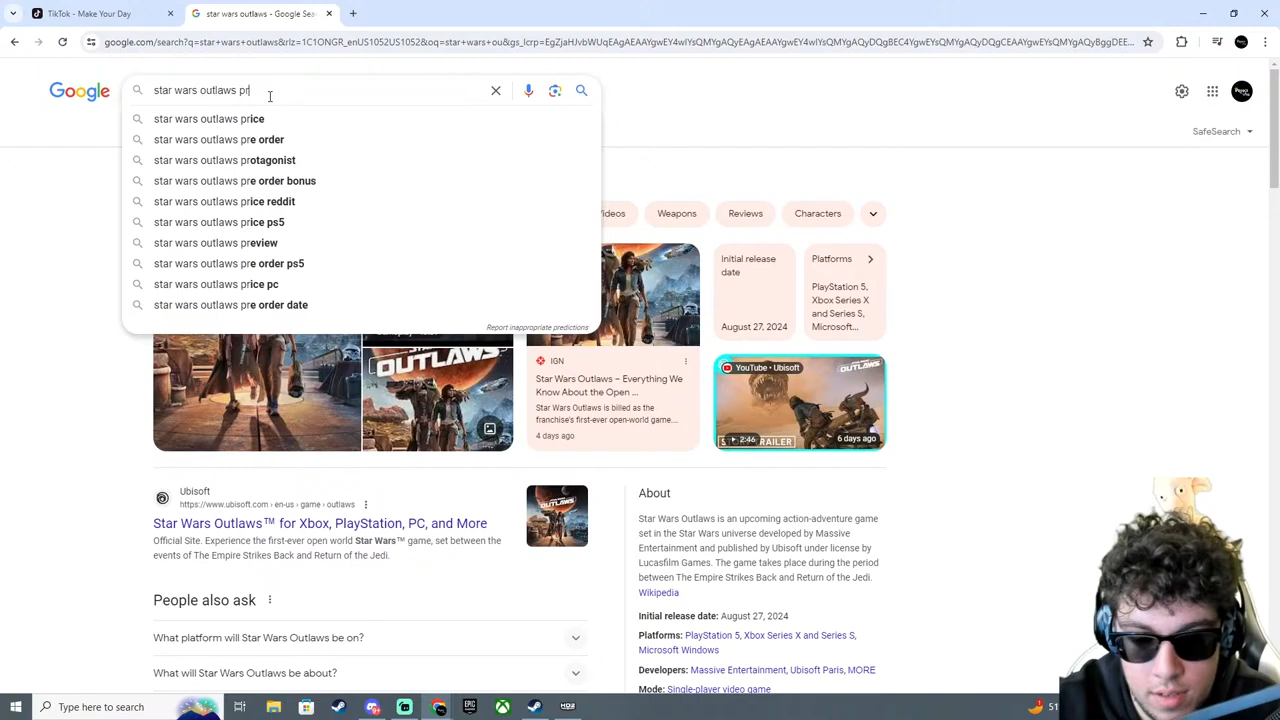 TikTok - Make Your Day
star wars outlaws - Google Sea
google.com/search?q=star+wars+outlaws&rlz=1C1ONGR_enUS1052US1052&oq=star+wars+ou&gs_lcrp=
Google
star wars outlaws pr
star wars outlaws price
star wars outlaws pre order
star wars outlaws protagonist
star wars outlaws pre order bonus
star wars outlaws price reddit
star wars outlaws price ps5
star wars outlaws preview
star wars outlaws pre order ps5
star wars outlaws price pc
star wars outlaws pre order date
Report inappropriate predictions
SafeSearch
Videos
Weapons
Reviews
Characters
Initial release
date
August 27, 2024
Platforms
PlayStation 5,
Xbox Series X
and Series S,
Microsoft...
OUTLAWS
IGN
Star Wars Outlaws – Everything We
Know About the Open ...
Star Wars Outlaws is billed as the
franchise's first-ever open-world game....
4 days ago
YouTube • Ubisoft
OUTLAWS
2:46
6 days ago
Ubisoft
https://www.ubisoft.com › en-us › game › outlaws
Star Wars Outlaws™ for Xbox, PlayStation, PC, and More
Official Site. Experience the first-ever open world Star Wars™ game, set between the
events of The Empire Strikes Back and Return of the Jedi.
People also ask
What platform will Star Wars Outlaws be on?
What will Star Wars Outlaws be about?
About
Star Wars Outlaws is an upcoming action-adventure game
set in the Star Wars universe developed by Massive
Entertainment and published by Ubisoft under license by
Lucasfilm Games. The game takes place during the period
between The Empire Strikes Back and Return of the Jedi.
Wikipedia
Initial release date: August 27, 2024
Platforms: PlayStation 5, Xbox Series X and Series S,
Microsoft Windows
Developers: Massive Entertainment, Ubisoft Paris, MORE
Mode: Single-player video game
Type here to search